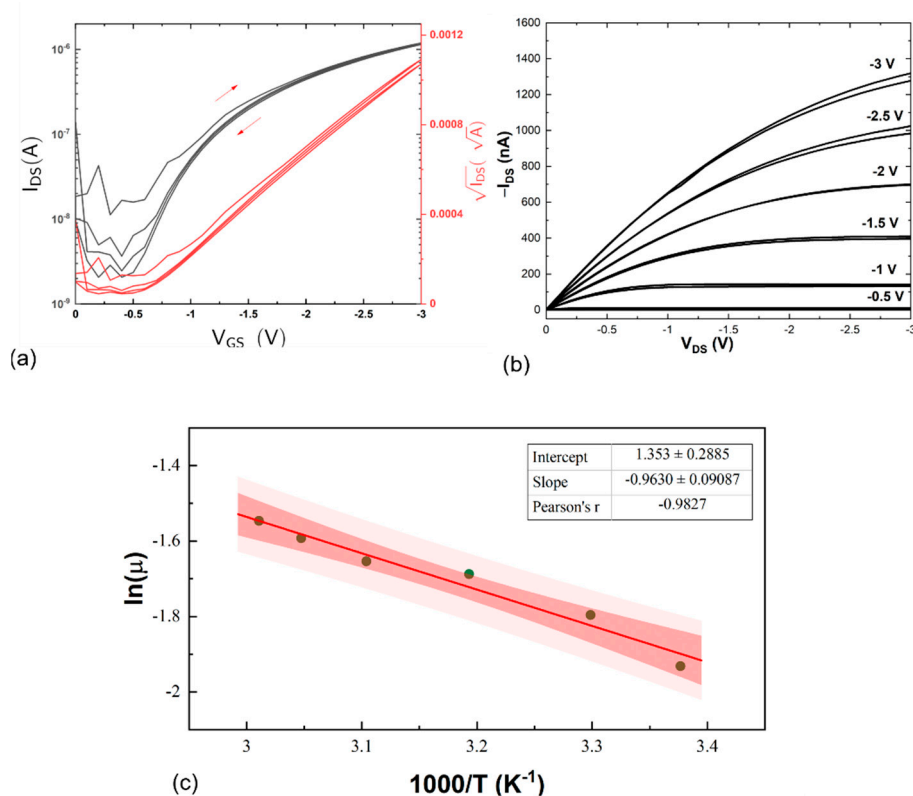 10⁻⁶
10⁻⁷
10⁻⁸
10⁻⁹
I_DS(A)
0 -0.5 -1 -1.5 -2 -2.5 -3
V_GS (V)
0.0012
0.0008
0.0004
0
√I_DS(√A)
(a)
1600
1400
1200
1000
800
600
400
200
0
−I_DS (nA)
-3 V
-2.5 V
-2 V
-1.5 V
-1 V
-0.5 V
0 -0.5 -1 -1.5 -2 -2.5 -3
V_DS (V)
(b)
-1.4
-1.6
-1.8
-2
ln(μ)
Intercept 1.353 ± 0.2885
Slope -0.9630 ± 0.09087
Pearson's r -0.9827
3 3.1 3.2 3.3 3.4
1000/T (K⁻¹)
(c)